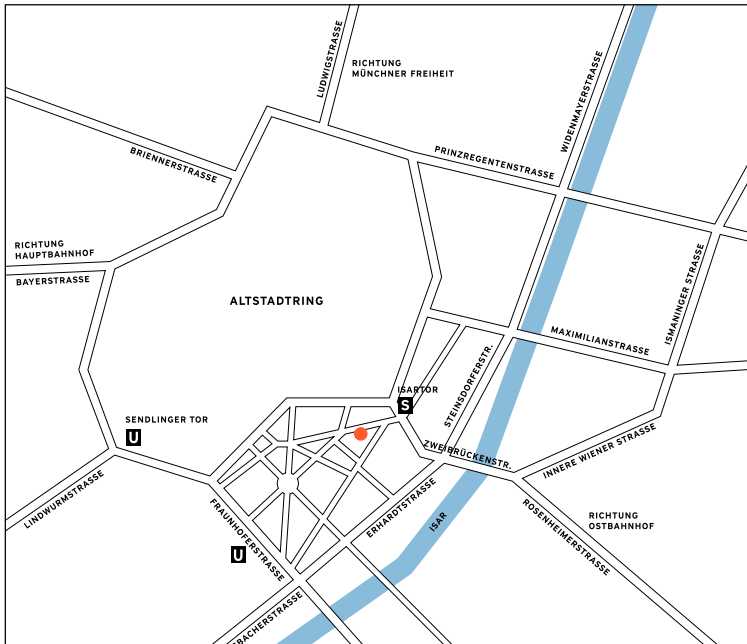 LUDWIGSTRASSE
RICHTUNG
MÜNCHNER FREIHEIT
WIDENMAYERSTRASSE
BRIENNERSTRASSE
PRINZREGENTENSTRASSE
RICHTUNG
HAUPTBAHNHOF
BAYERSTRASSE
ISMANINGER STRASSE
ALTSTADTRING
MAXIMILIANSTRASSE
STEINSDORFERSTR.
ISARTOR
S
SENDLINGER TOR
U
ZWEIBRÜCKENSTR.
INNERE WIENER STRASSE
LINDWURMSTRASSE
FRAUNHOFERSTRASSE
ERHARDTSTRASSE
ISAR
RICHTUNG
OSTBAHNHOF
ROSENHEIMERSTRASSE
U
SBACHERSTRASSE